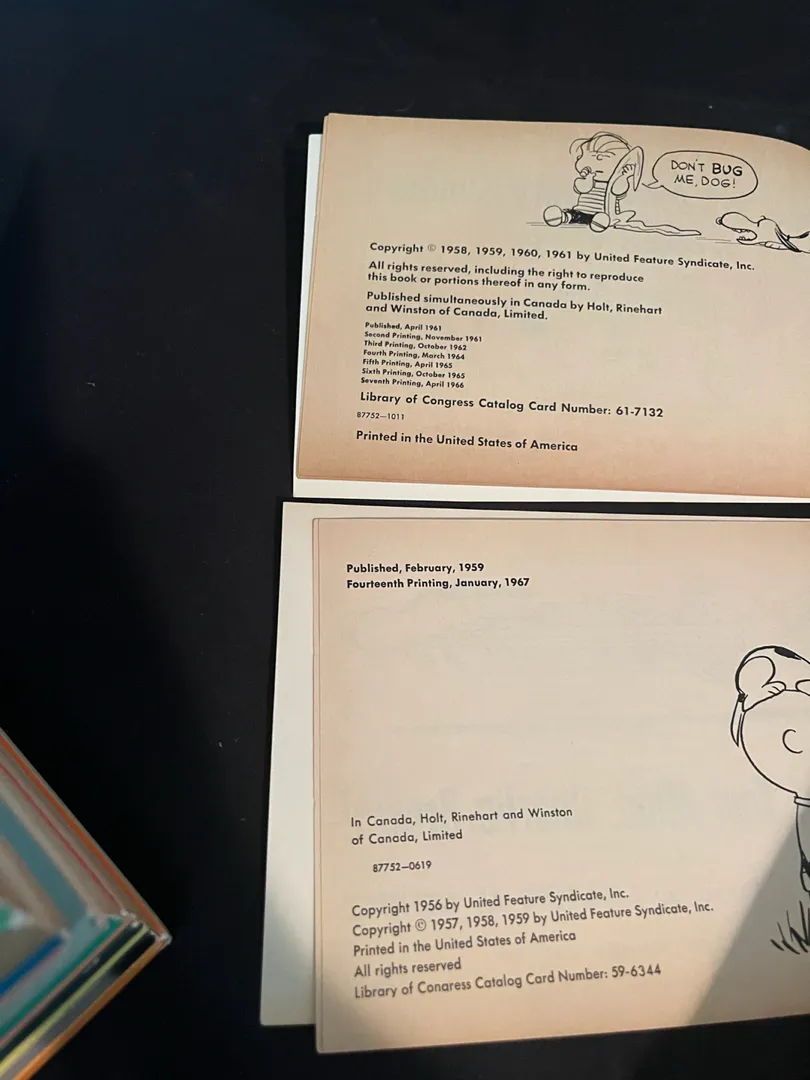 DON'T BUG
ME, DOG!
Copyright © 1958, 1959, 1960, 1961 by United Feature Syndicate, Inc.
All rights reserved, including the right to reproduce
this book or portions thereof in any form.
Published simultaneously in Canada by Holt, Rinehart
and Winston of Canada, Limited.
Published, April 1961
Second Printing, November 1961
Third Printing, October 1962
Fourth Printing, March 1964
Fifth Printing, April 1965
Sixth Printing, October 1965
Seventh Printing, April 1966
Library of Congress Catalog Card Number: 61-7132
87752—1011
Printed in the United States of America
Published, February, 1959
Fourteenth Printing, January, 1967
In Canada, Holt, Rinehart and Winston
of Canada, Limited
87752—0619
Copyright 1956 by United Feature Syndicate, Inc.
Copyright © 1957, 1958, 1959 by United Feature Syndicate, Inc.
Printed in the United States of America
All rights reserved
Library of Congress Catalog Card Number: 59-6344